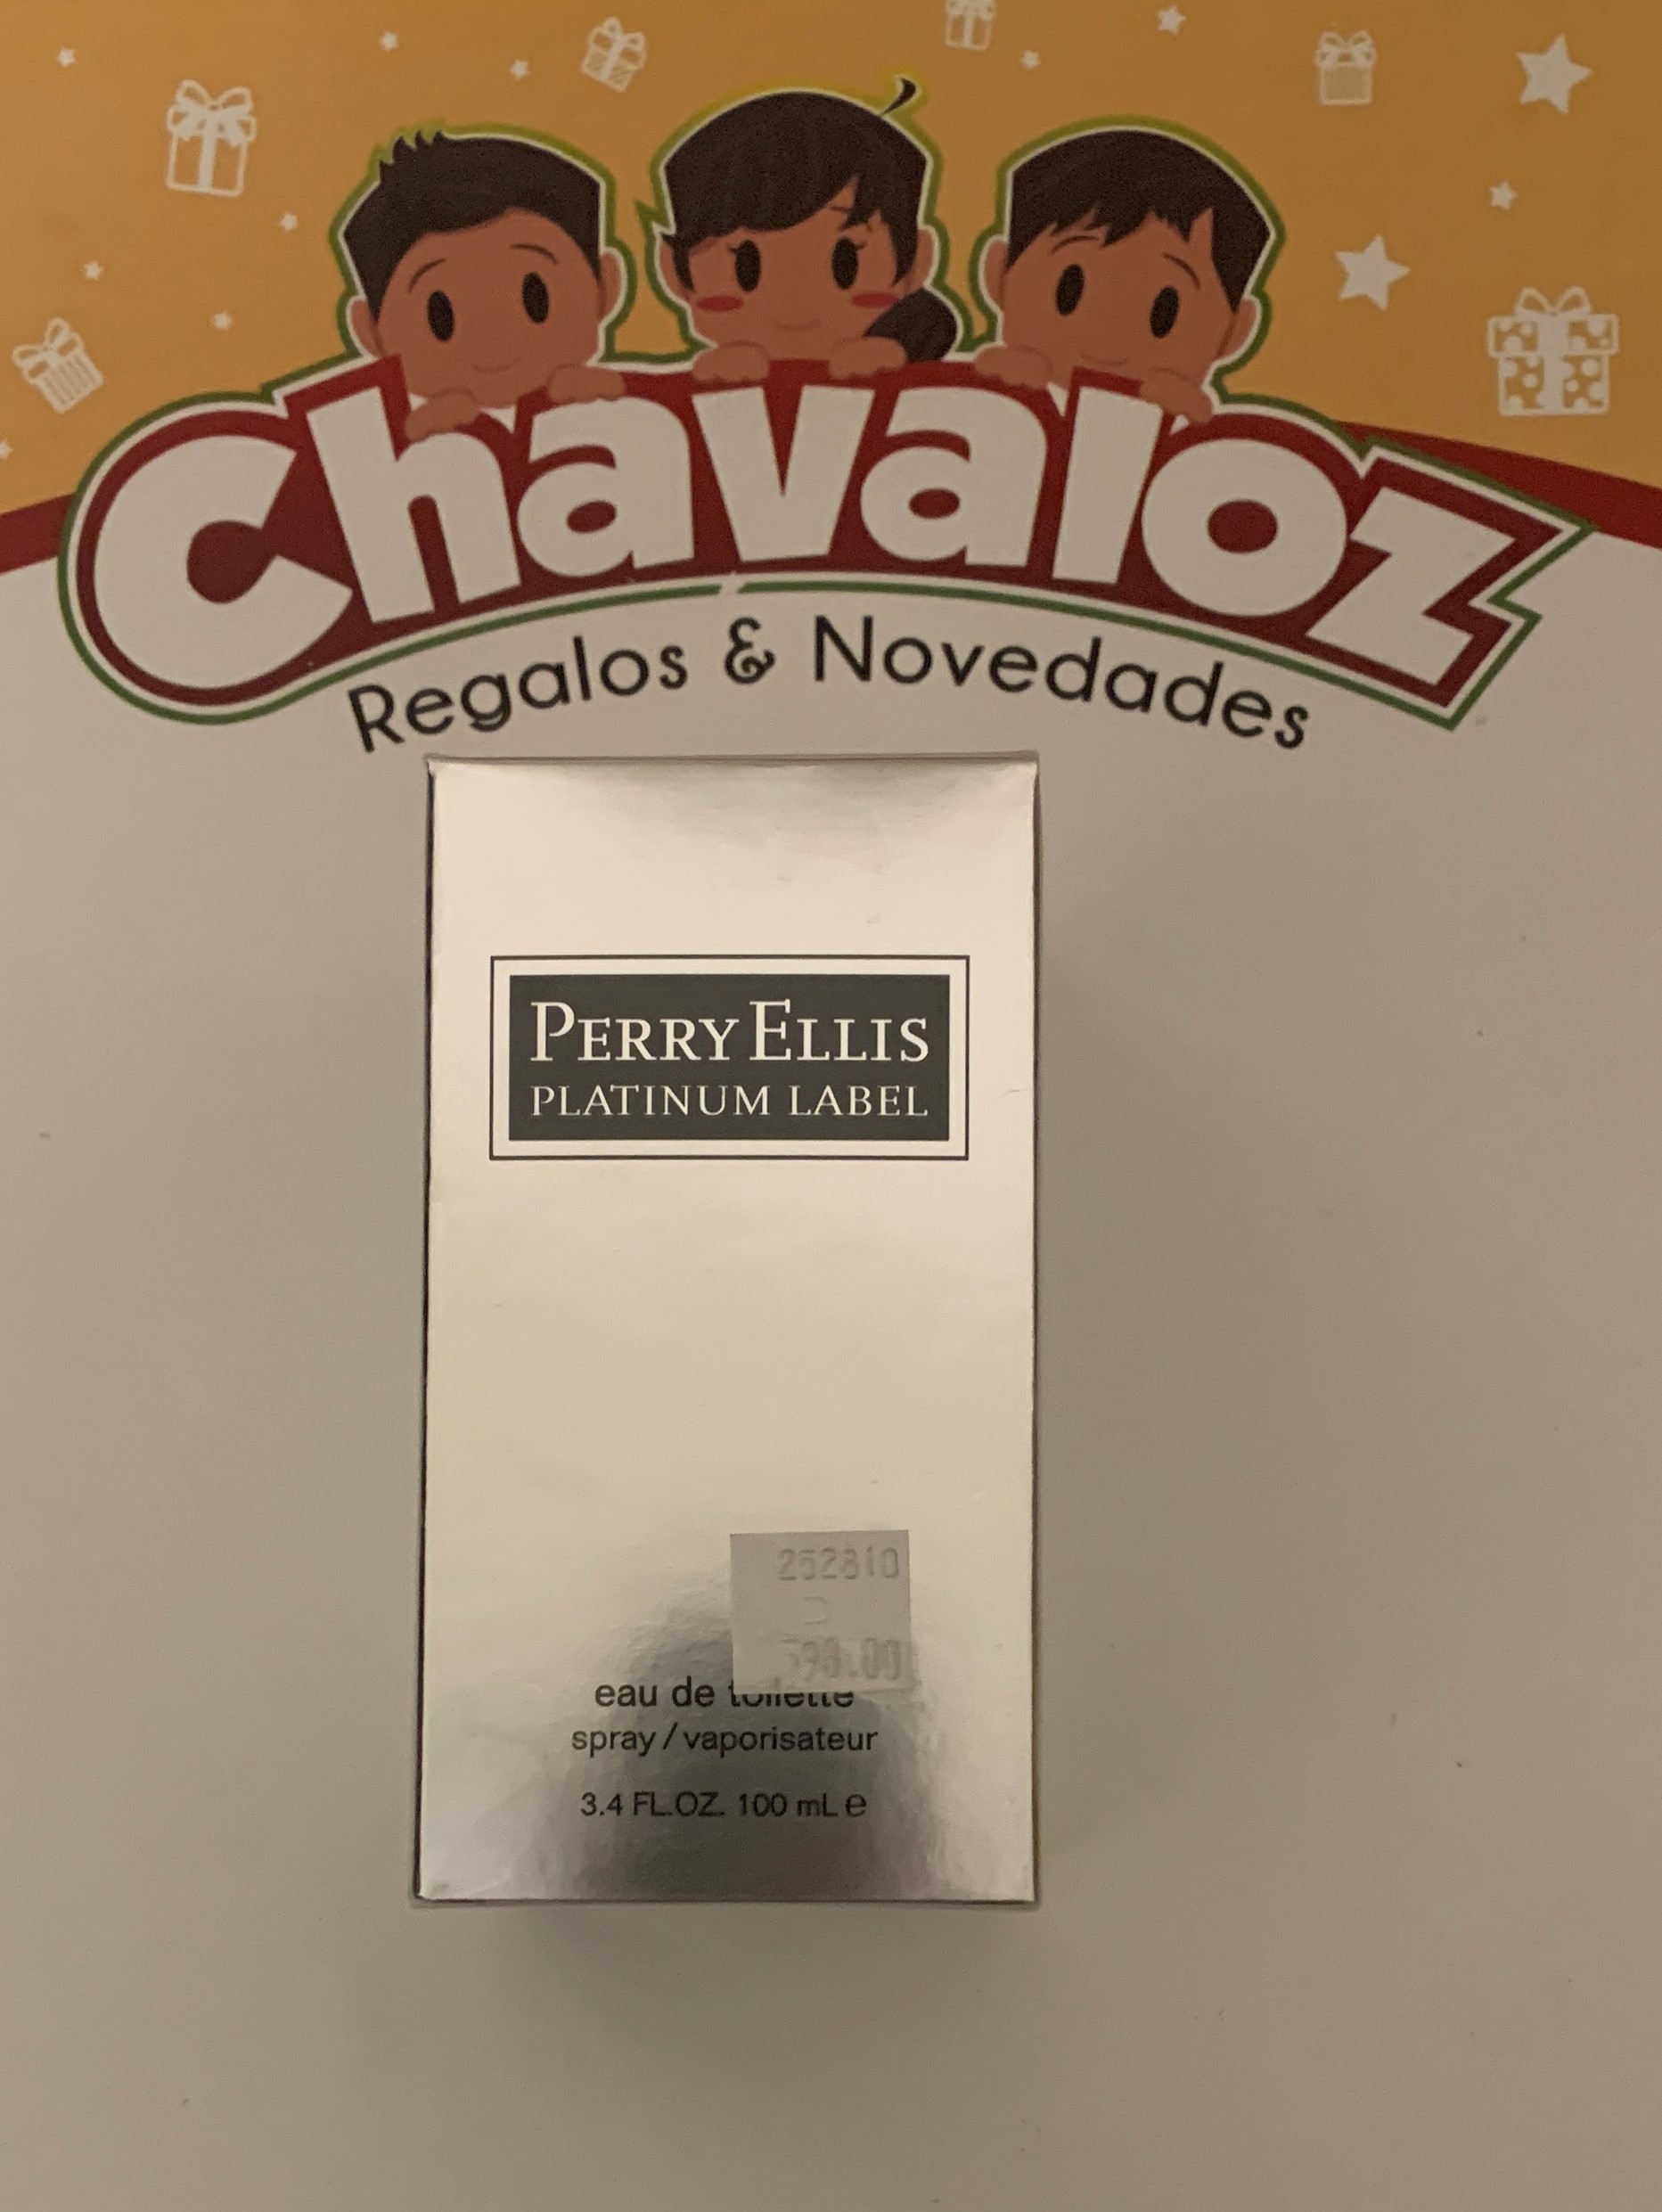 Chavaloz
Regalos & Novedades
PERRY ELLIS
PLATINUM LABEL
252810
eau de toilette
spray / vaporisateur
3.4 FL.OZ. 100 mL e